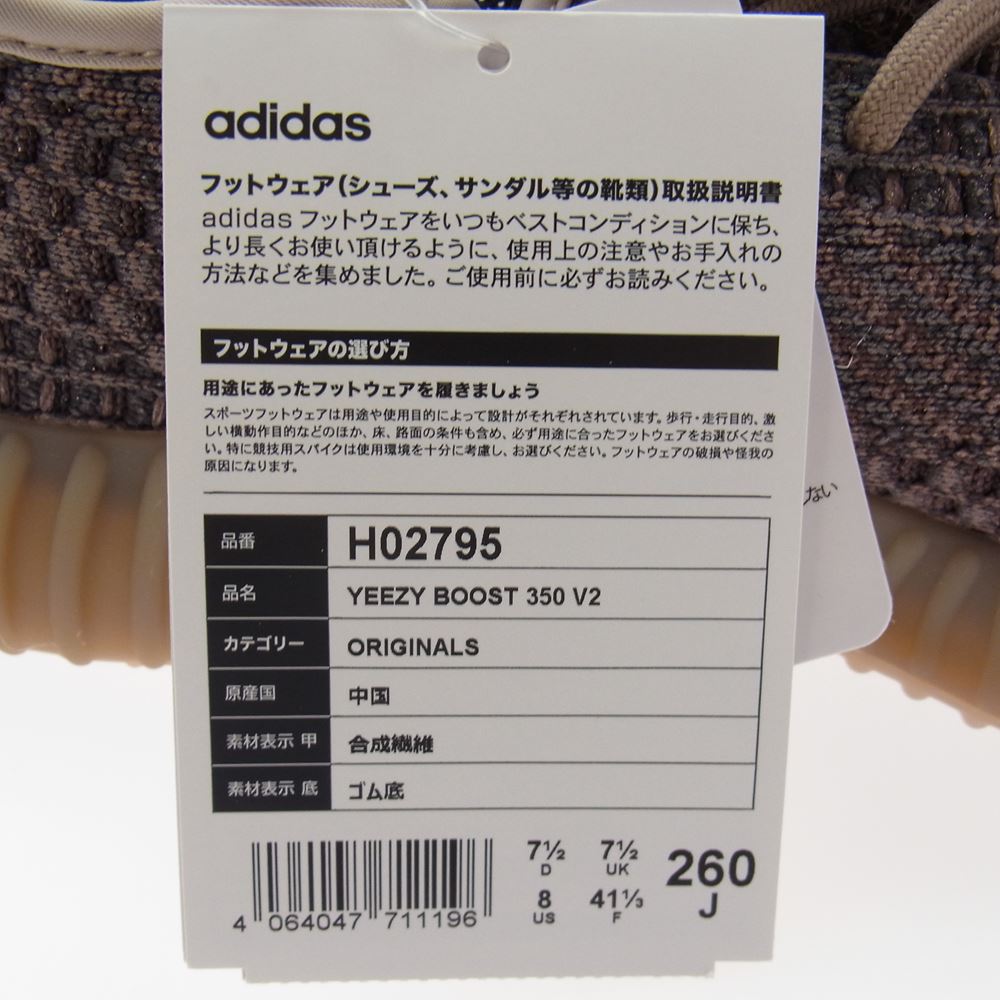 adidas
フットウェア(シューズ、サンダル等の靴類)取扱説明書
adidas フットウェアをいつもベストコンディションに保ち、
より長くお使い頂けるように、使用上の注意やお手入れの
方法などを集めました。ご使用前に必ずお読みください。
フットウェアの選び方
用途にあったフットウェアを履きましょう
スポーツフットウェアは用途や使用目的によって設計がそれぞれされています。歩行・走行目的、激
しい横動作目的などのほか、床、路面の条件も含め、必ず用途に合ったフットウェアをお選びくださ
い。特に競技用スパイクは使用環境を十分に考慮し、お選びください。フットウェアの破損や怪我の
原因になります。
品番 H02795
品名 YEEZY BOOST 350 V2
カテゴリー ORIGINALS
原産国 中国
素材表示 甲 合成繊維
素材表示 底 ゴム底
7½ 7½ 260
D UK J
8 41⅓
US F
4 064047 711196
ない